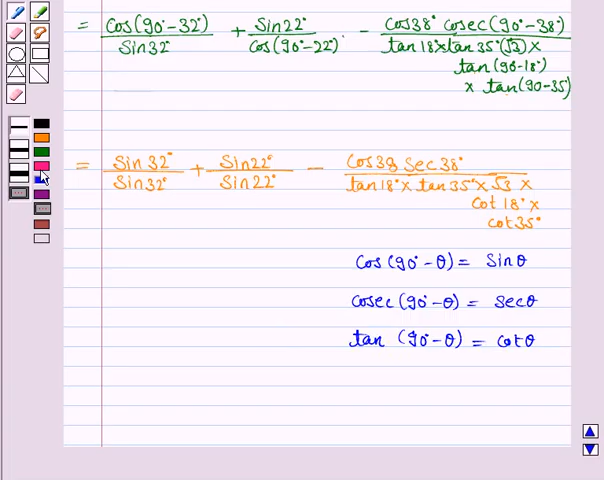 = cos(90°-32°)/sin32° + sin22°/cos(90°-22°) - cos38° cosec(90°-38°)/tan18°×tan35°(√3)×
tan(90-18°)
× tan(90-35°)
= sin32°/sin32° + sin22°/sin22° - cos38 sec38°/tan18°× tan35°×√3 ×
cot18°×
cot35°
cos(90°-θ) = sinθ
cosec(90°-θ) = secθ
tan (90°-θ) = cotθ